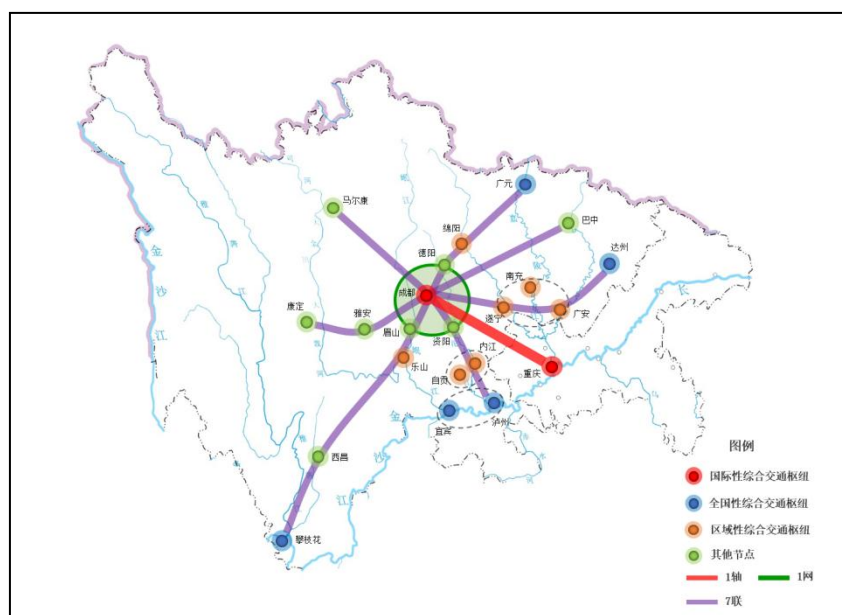 马尔康
广元
巴中
绵阳
达州
德阳
南充
成都
遂宁
广安
康定
雅安
眉山
资阳
内江
乐山
自贡
重庆
宜宾
泸州
西昌
攀枝花
金
沙
江
长
金
沙
江
图例
国际性综合交通枢纽
全国性综合交通枢纽
区域性综合交通枢纽
其他节点
1轴
1网
7联